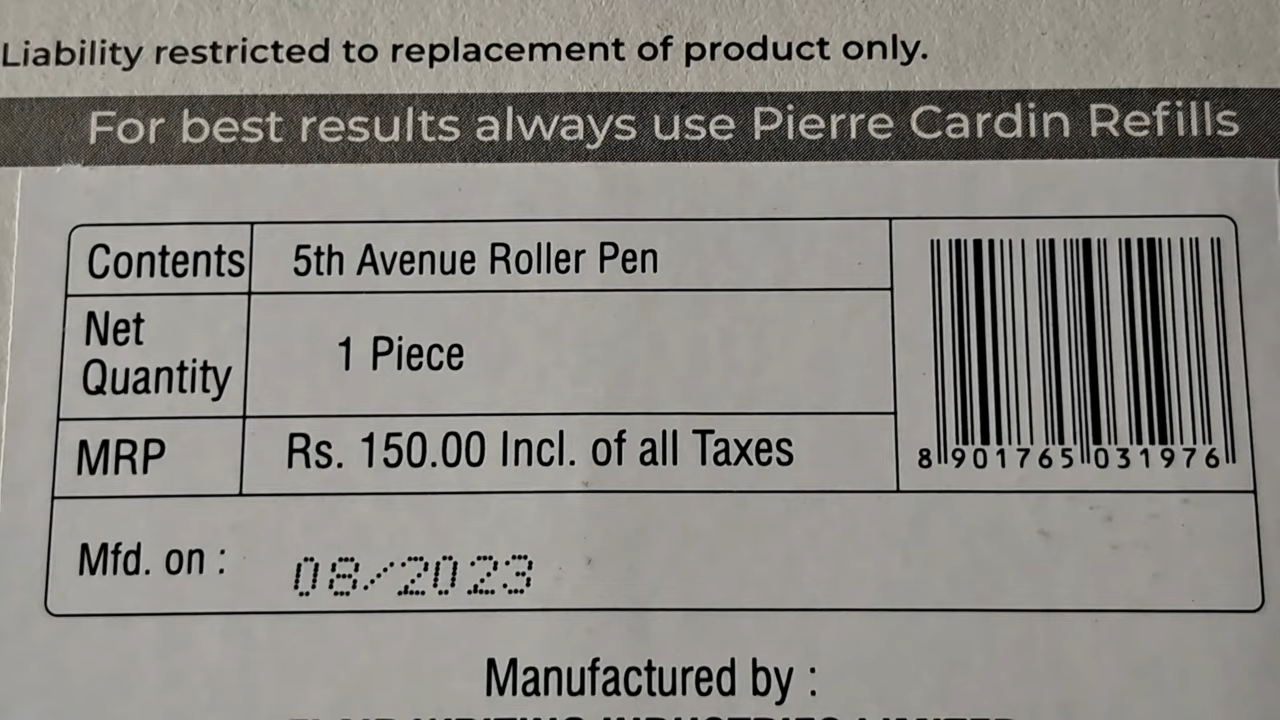 Liability restricted to replacement of product only.
For best results always use Pierre Cardin Refills
Contents 5th Avenue Roller Pen
Net
Quantity 1 Piece
MRP Rs. 150.00 Incl. of all Taxes
8 901765 031976
Mfd. on : 08/2023
Manufactured by :